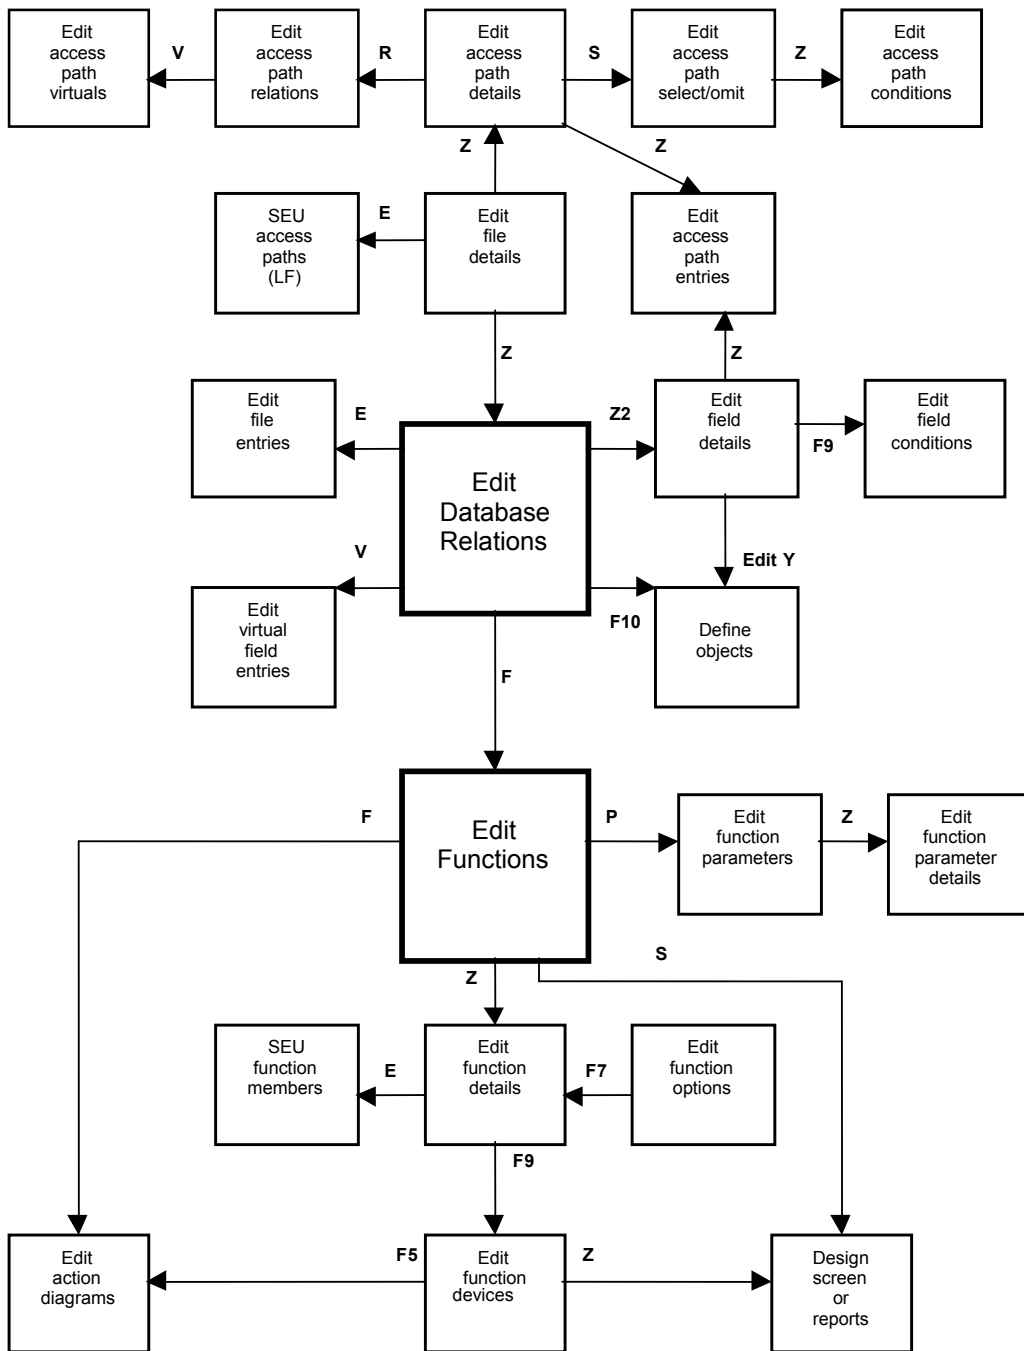 Edit
access
path
virtuals
V
Edit
access
path
relations
R
Edit
access
path
details
S
Edit
access
path
select/omit
Z
Edit
access
path
conditions
Z
Z
SEU
access
paths
(LF)
E
Edit
file
details
Edit
access
path
entries
Z
Z
Edit
file
entries
E
Edit
Database
Relations
Z2
Edit
field
details
F9
Edit
field
conditions
V
Edit Y
Edit
virtual
field
entries
F10
Define
objects
F
F
Edit
Functions
P
Edit
function
parameters
Z
Edit
function
parameter
details
S
Z
SEU
function
members
E
Edit
function
details
F7
Edit
function
options
F9
Edit
action
diagrams
F5
Edit
function
devices
Z
Design
screen
or
reports